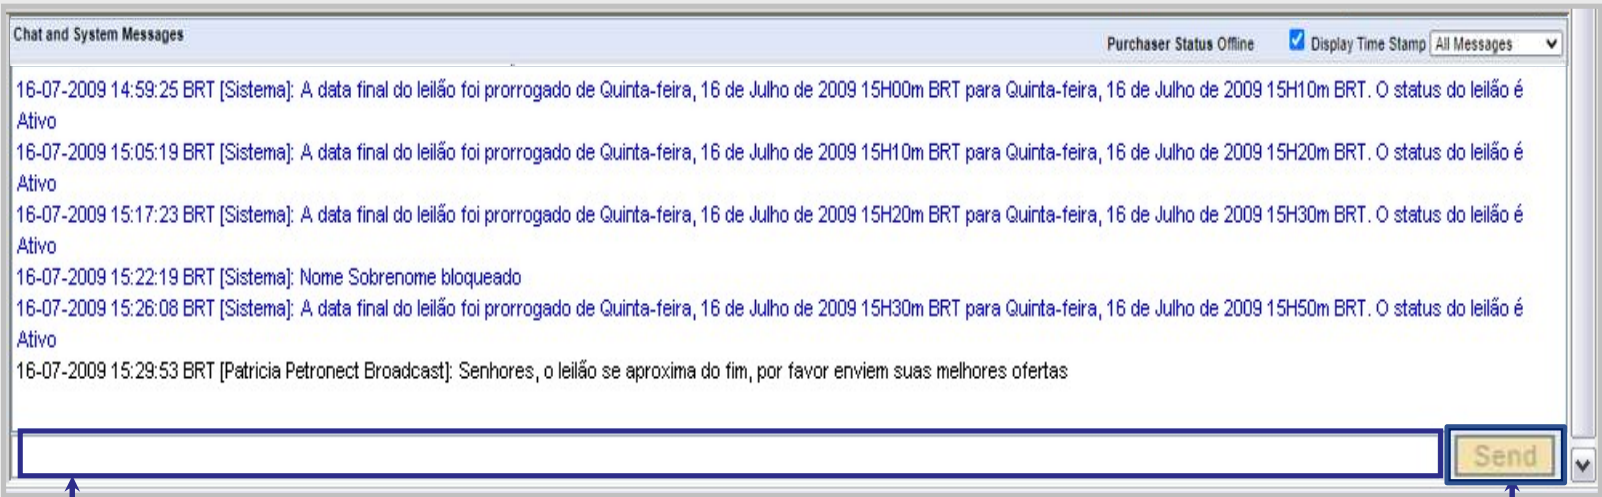 Chat and System Messages
Purchaser Status Offline Display Time Stamp All Messages
16-07-2009 14:59:25 BRT [Sistema]: A data final do leilão foi prorrogado de Quinta-feira, 16 de Julho de 2009 15H00m BRT para Quinta-feira, 16 de Julho de 2009 15H10m BRT. O status do leilão é
Ativo
16-07-2009 15:05:19 BRT [Sistema]: A data final do leilão foi prorrogado de Quinta-feira, 16 de Julho de 2009 15H10m BRT para Quinta-feira, 16 de Julho de 2009 15H20m BRT. O status do leilão é
Ativo
16-07-2009 15:17:23 BRT [Sistema]: A data final do leilão foi prorrogado de Quinta-feira, 16 de Julho de 2009 15H20m BRT para Quinta-feira, 16 de Julho de 2009 15H30m BRT. O status do leilão é
Ativo
16-07-2009 15:22:19 BRT [Sistema]: Nome Sobrenome bloqueado
16-07-2009 15:26:08 BRT [Sistema]: A data final do leilão foi prorrogado de Quinta-feira, 16 de Julho de 2009 15H30m BRT para Quinta-feira, 16 de Julho de 2009 15H50m BRT. O status do leilão é
Ativo
16-07-2009 15:29:53 BRT [Patricia Petronect Broadcast]: Senhores, o leilão se aproxima do fim, por favor enviem suas melhores ofertas
Send